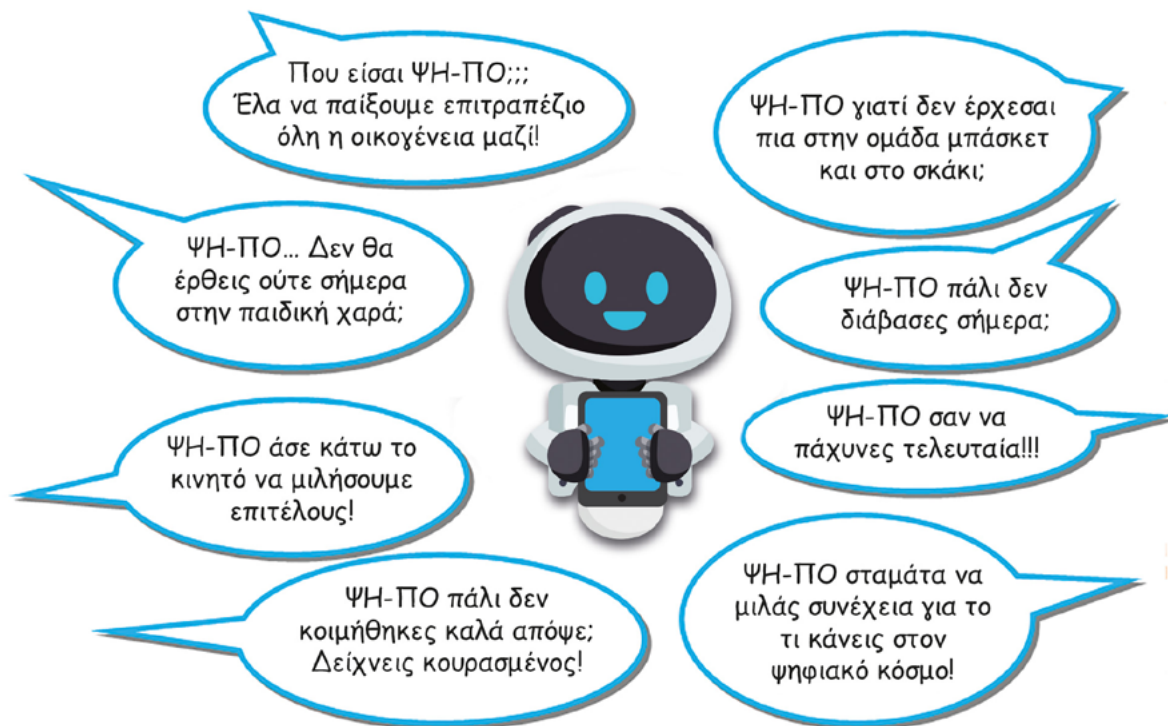 Που είσαι ΨΗ-ΠΟ;;;
Έλα να παίξουμε επιτραπέζιο
όλη η οικογένεια μαζί!
ΨΗ-ΠΟ γιατί δεν έρχεσαι
πια στην ομάδα μπάσκετ
και στο σκάκι;
ΨΗ-ΠΟ... Δεν θα
έρθεις ούτε σήμερα
στην παιδική χαρά;
ΨΗ-ΠΟ πάλι δεν
διάβασες σήμερα;
ΨΗ-ΠΟ άσε κάτω το
κινητό να μιλήσουμε
επιτέλους!
ΨΗ-ΠΟ σαν να
πάχυνες τελευταία!!!
ΨΗ-ΠΟ πάλι δεν
κοιμήθηκες καλά απόψε;
Δείχνεις κουρασμένος!
ΨΗ-ΠΟ σταμάτα να
μιλάς συνέχεια για το
τι κάνεις στον
ψηφιακό κόσμο!